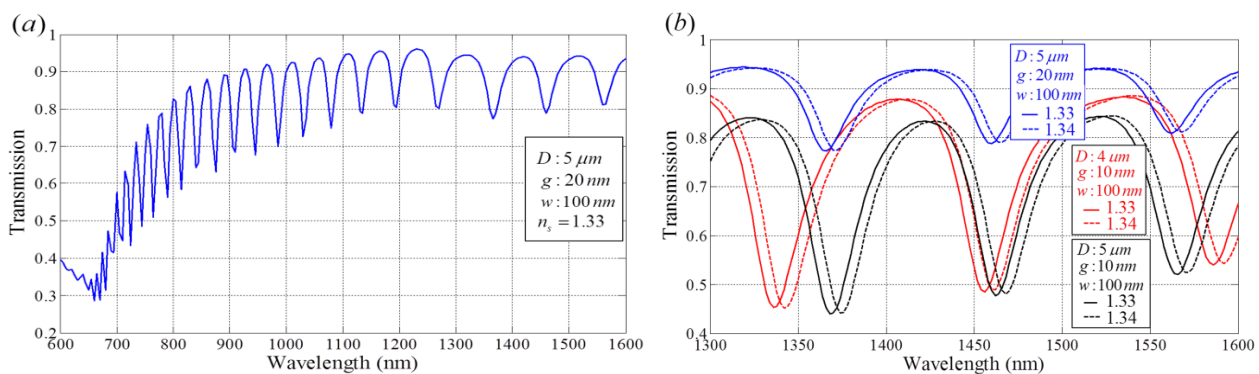 (a)
Transmission
1
0.9
0.8
0.7
0.6
0.5
0.4
0.3
0.2
600 700 800 900 1000 1100 1200 1300 1400 1500 1600
Wavelength (nm)
D : 5 μm
g : 20 nm
w : 100 nm
n_s = 1.33
(b)
Transmission
1
0.9
0.8
0.7
0.6
0.5
0.4
1300 1350 1400 1450 1500 1550 1600
Wavelength (nm)
D : 5 μm
g : 20 nm
w : 100 nm
1.33
1.34
D : 4 μm
g : 10 nm
w : 100 nm
1.33
1.34
D : 5 μm
g : 10 nm
w : 100 nm
1.33
1.34